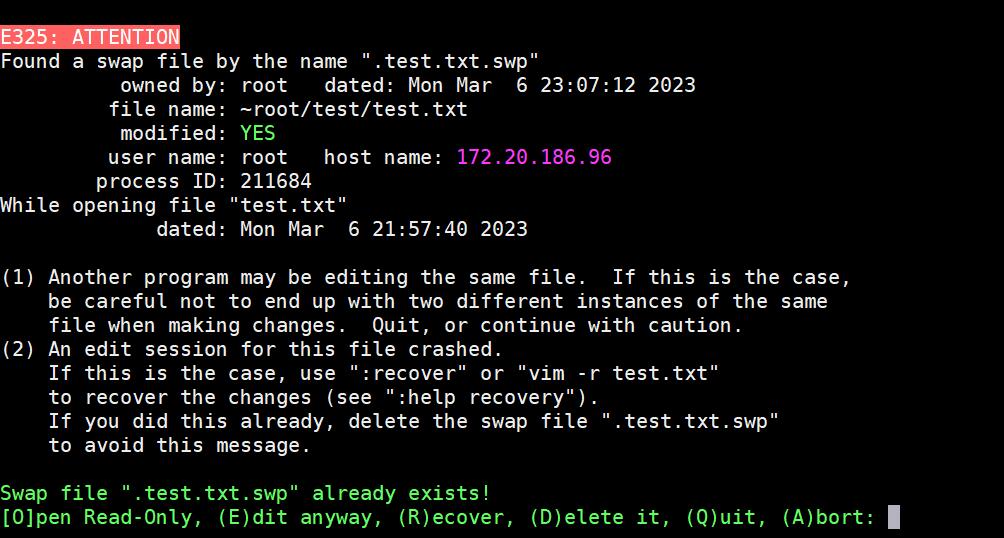 E325: ATTENTION
Found a swap file by the name ".test.txt.swp"
          owned by: root   dated: Mon Mar  6 23:07:12 2023
         file name: ~root/test/test.txt
          modified: YES
         user name: root   host name: 172.20.186.96
        process ID: 211684
While opening file "test.txt"
             dated: Mon Mar  6 21:57:40 2023

(1) Another program may be editing the same file.  If this is the case,
    be careful not to end up with two different instances of the same
    file when making changes.  Quit, or continue with caution.
(2) An edit session for this file crashed.
    If this is the case, use ":recover" or "vim -r test.txt"
    to recover the changes (see ":help recovery").
    If you did this already, delete the swap file ".test.txt.swp"
    to avoid this message.

Swap file ".test.txt.swp" already exists!
[O]pen Read-Only, (E)dit anyway, (R)ecover, (D)elete it, (Q)uit, (A)bort: